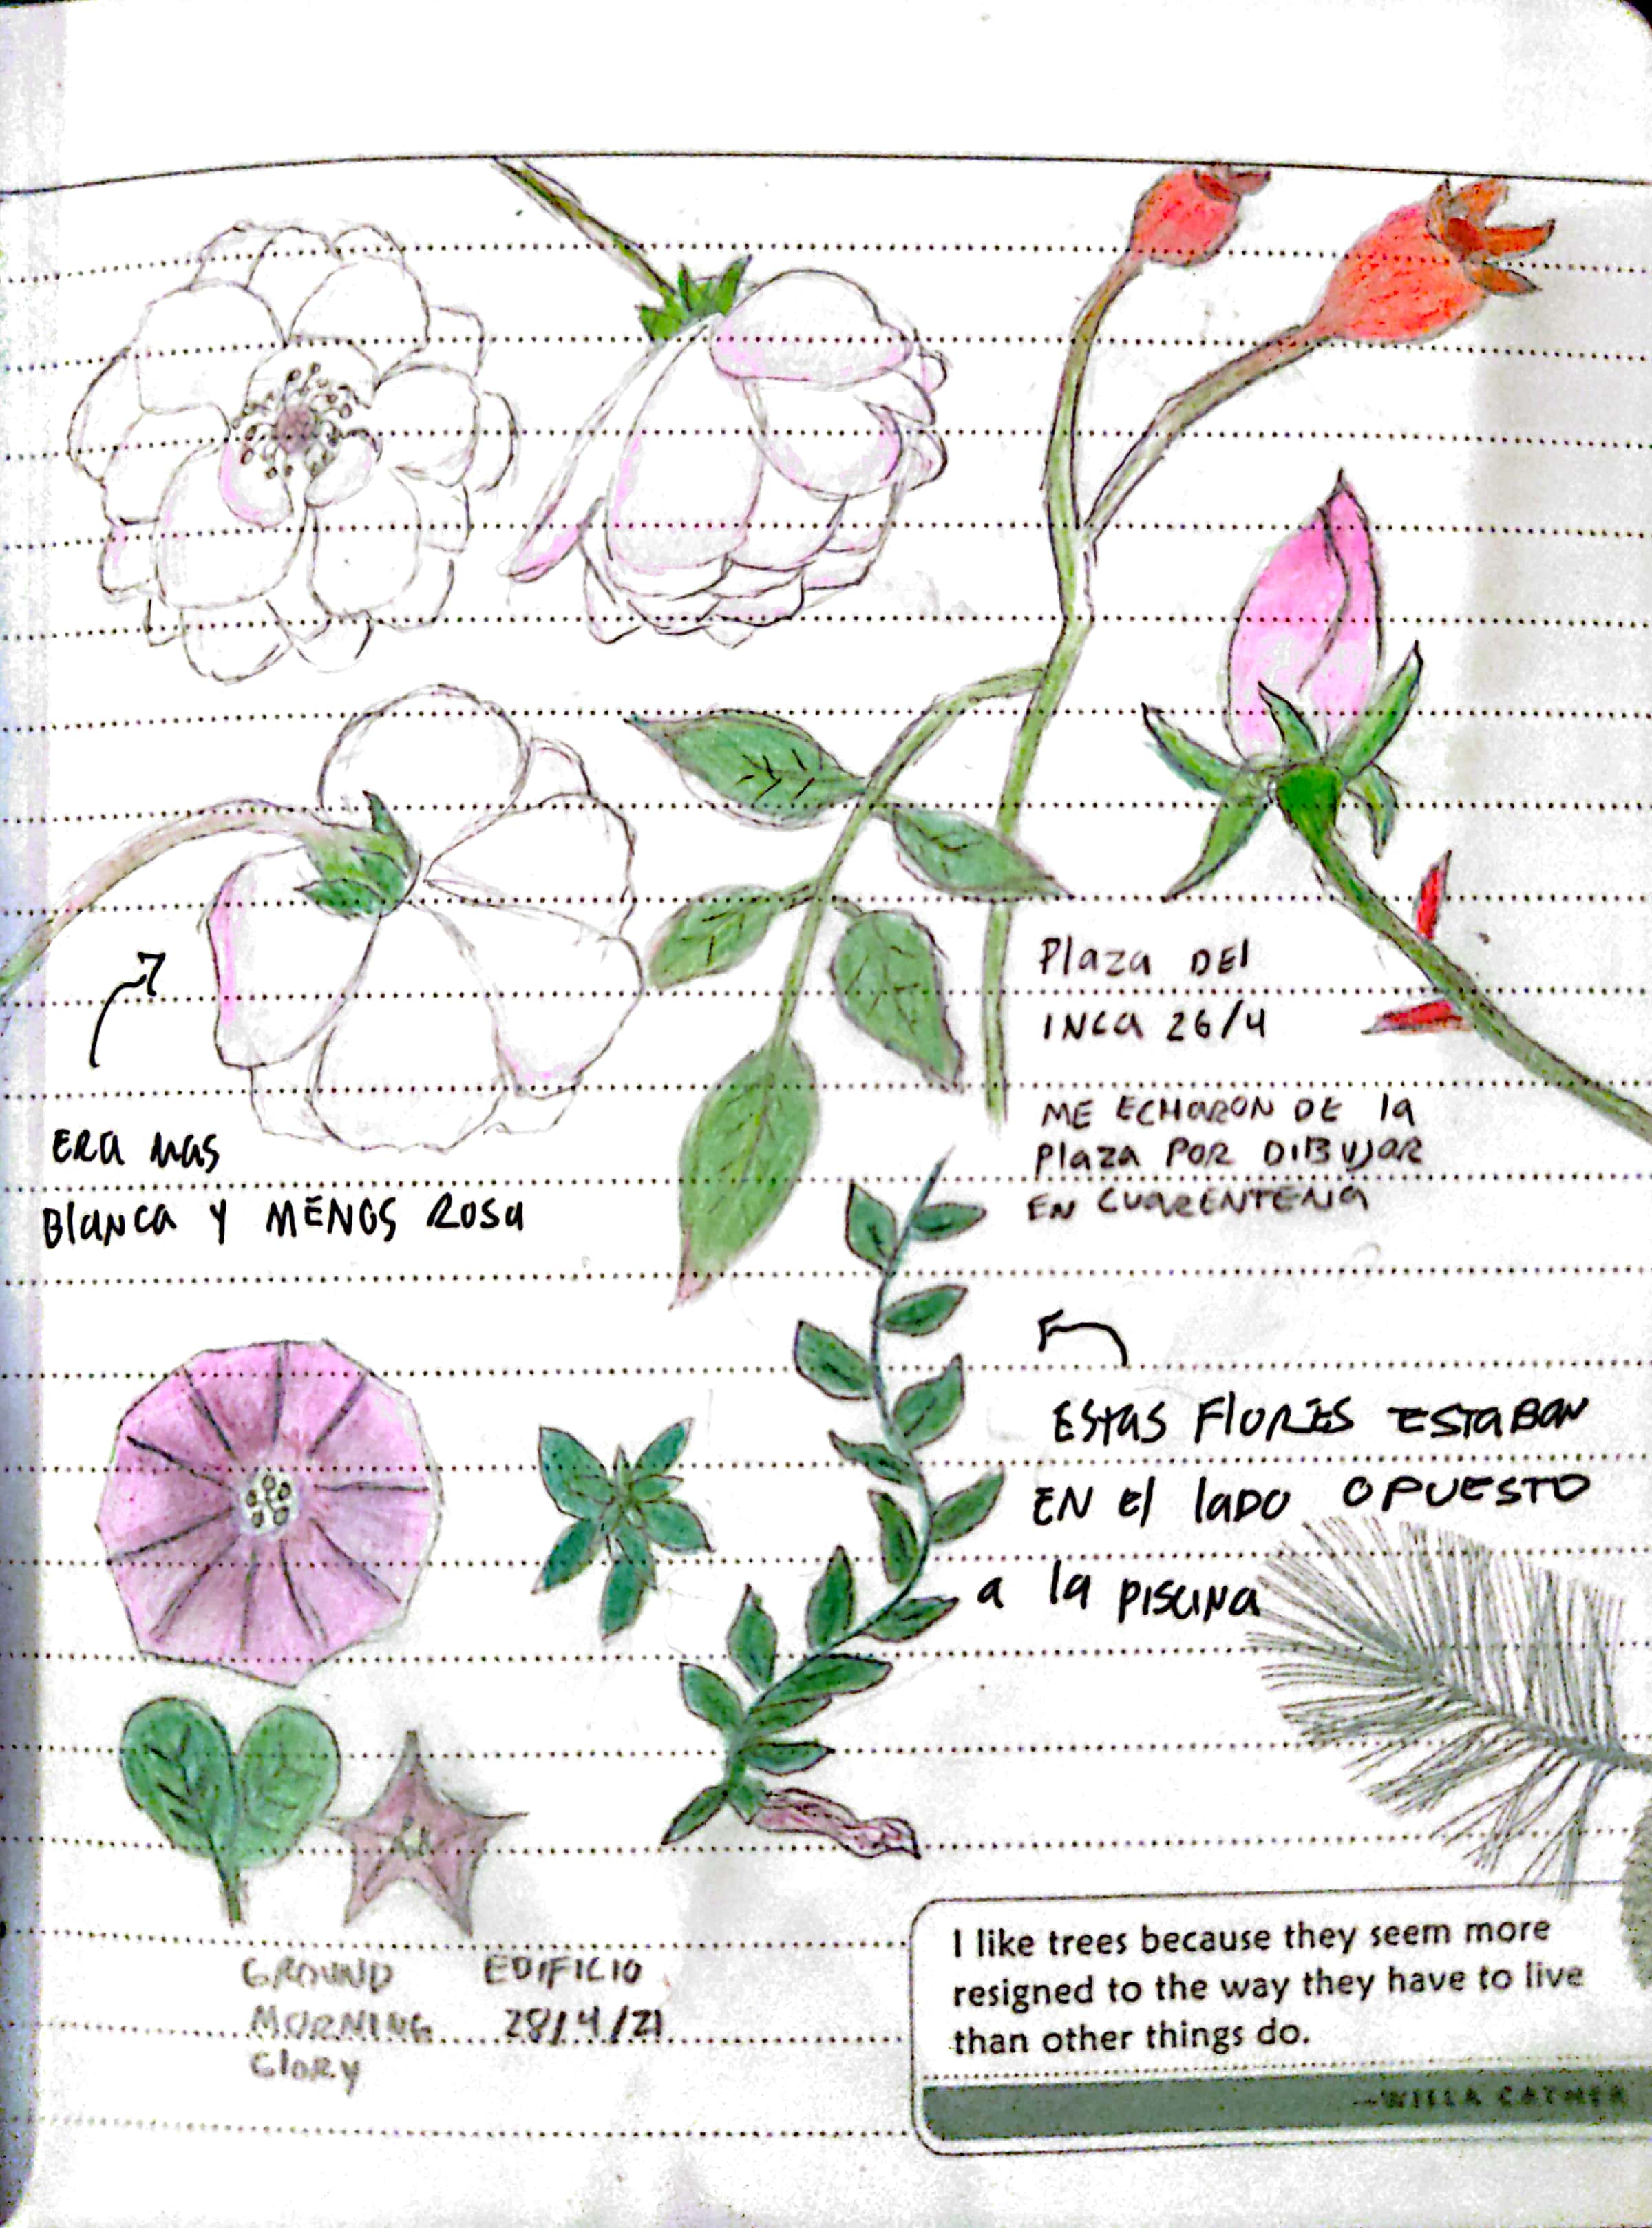 Plaza DEl
INCa 26/4
ME ECHARON DE la
Plaza POR DIBUJAR
EN CUARENTENA
ERA MAS
BlaNCa Y MENOS ROSa
EStaS FlORES ESTaBaN
EN El laDO OPUESTO
a la PISCINA
GROUND
MORNING
GlORY
EDIFICIO
28/4/21
I like trees because they seem more
resigned to the way they have to live
than other things do.
—WILLA CATHER